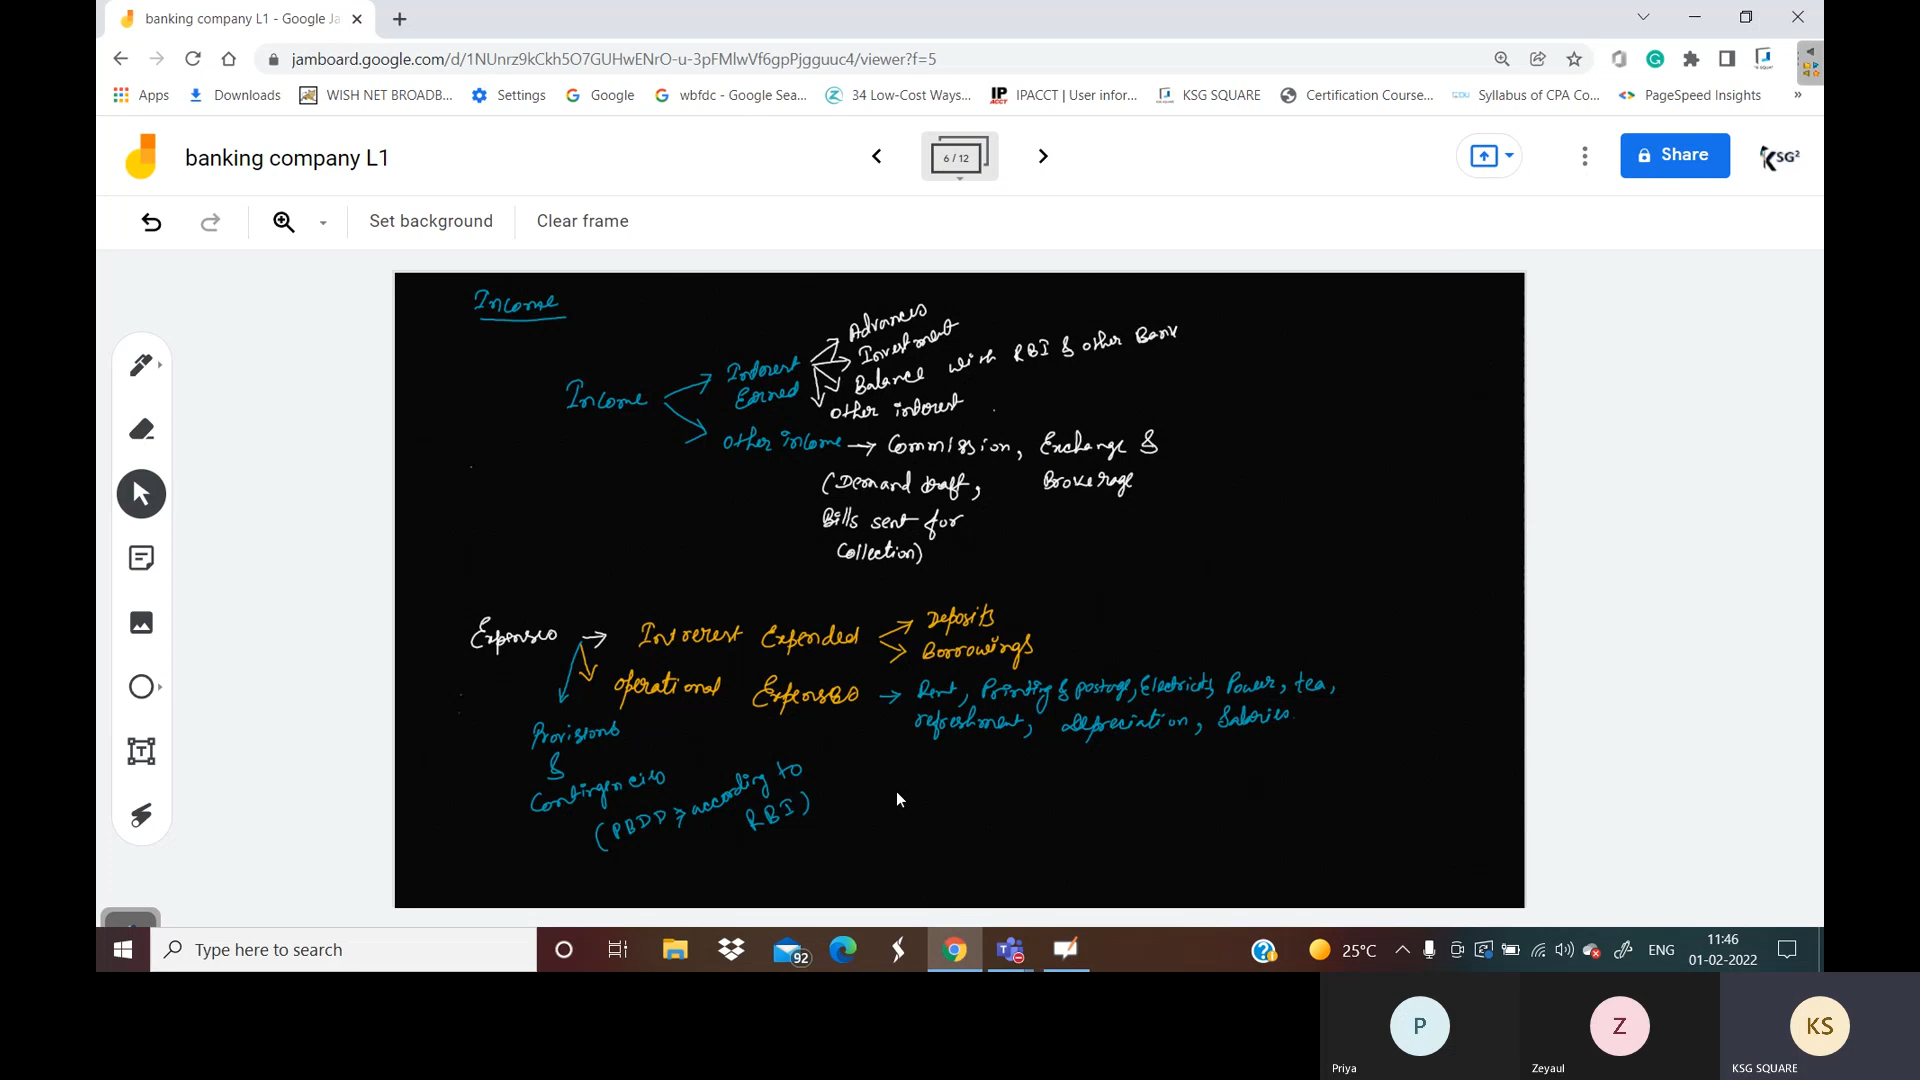 banking company L1 - Google Ja
jamboard.google.com/d/1NUnrz9kCkh5O7GUHwENrO-u-3pFMlwVf6gpPjgguuc4/viewer?f=5
Apps Downloads WISH NET BROADB... Settings Google wbfdc - Google Sea... 34 Low-Cost Ways... IPACCT | User infor... KSG SQUARE Certification Course... Syllabus of CPA Co... PageSpeed Insights »
banking company L1
6 / 12
Share
KSG²
Set background
Clear frame
Income
Advances
Investment
Balance with RBI & other Bank
Other interest
Interest
Earned
Income
Other income → Commission, Exchange &
Brokerage
(Demand draft,
Bills sent for
Collection)
Expenses → Interest Expended
Deposits
Borrowings
Operational Expenses → Rent, Printing & postage, Electricity, Power, tea,
refreshment, Depreciation, Salaries.
Provisions
&
Contingencies
(PBDD → according to
RBI)
Type here to search
92
25°C
ENG
11:46
01-02-2022
P
Z
KS
Priya
Zeyaul
KSG SQUARE